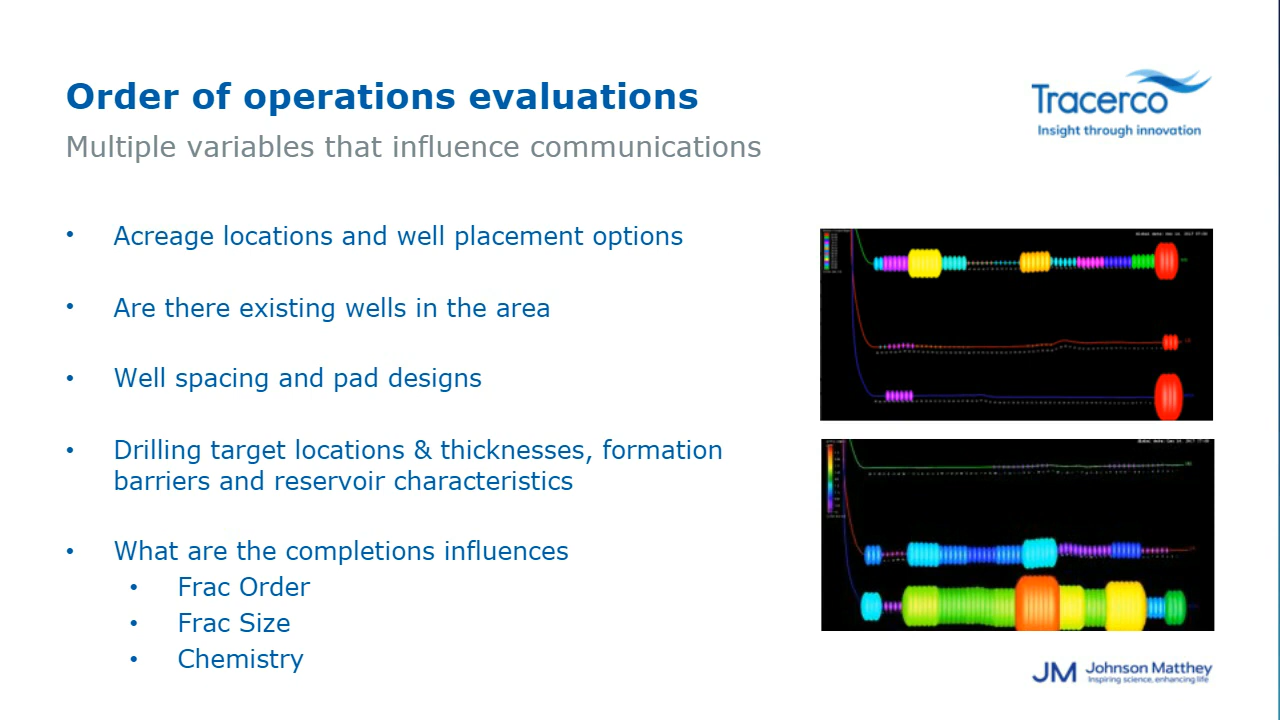 Order of operations evaluations
Multiple variables that influence communications
Tracerco
Insight through innovation
• Acreage locations and well placement options
• Are there existing wells in the area
• Well spacing and pad designs
• Drilling target locations & thicknesses, formation
barriers and reservoir characteristics
• What are the completions influences
• Frac Order
• Frac Size
• Chemistry
JM Johnson Matthey
Inspiring science, enhancing life